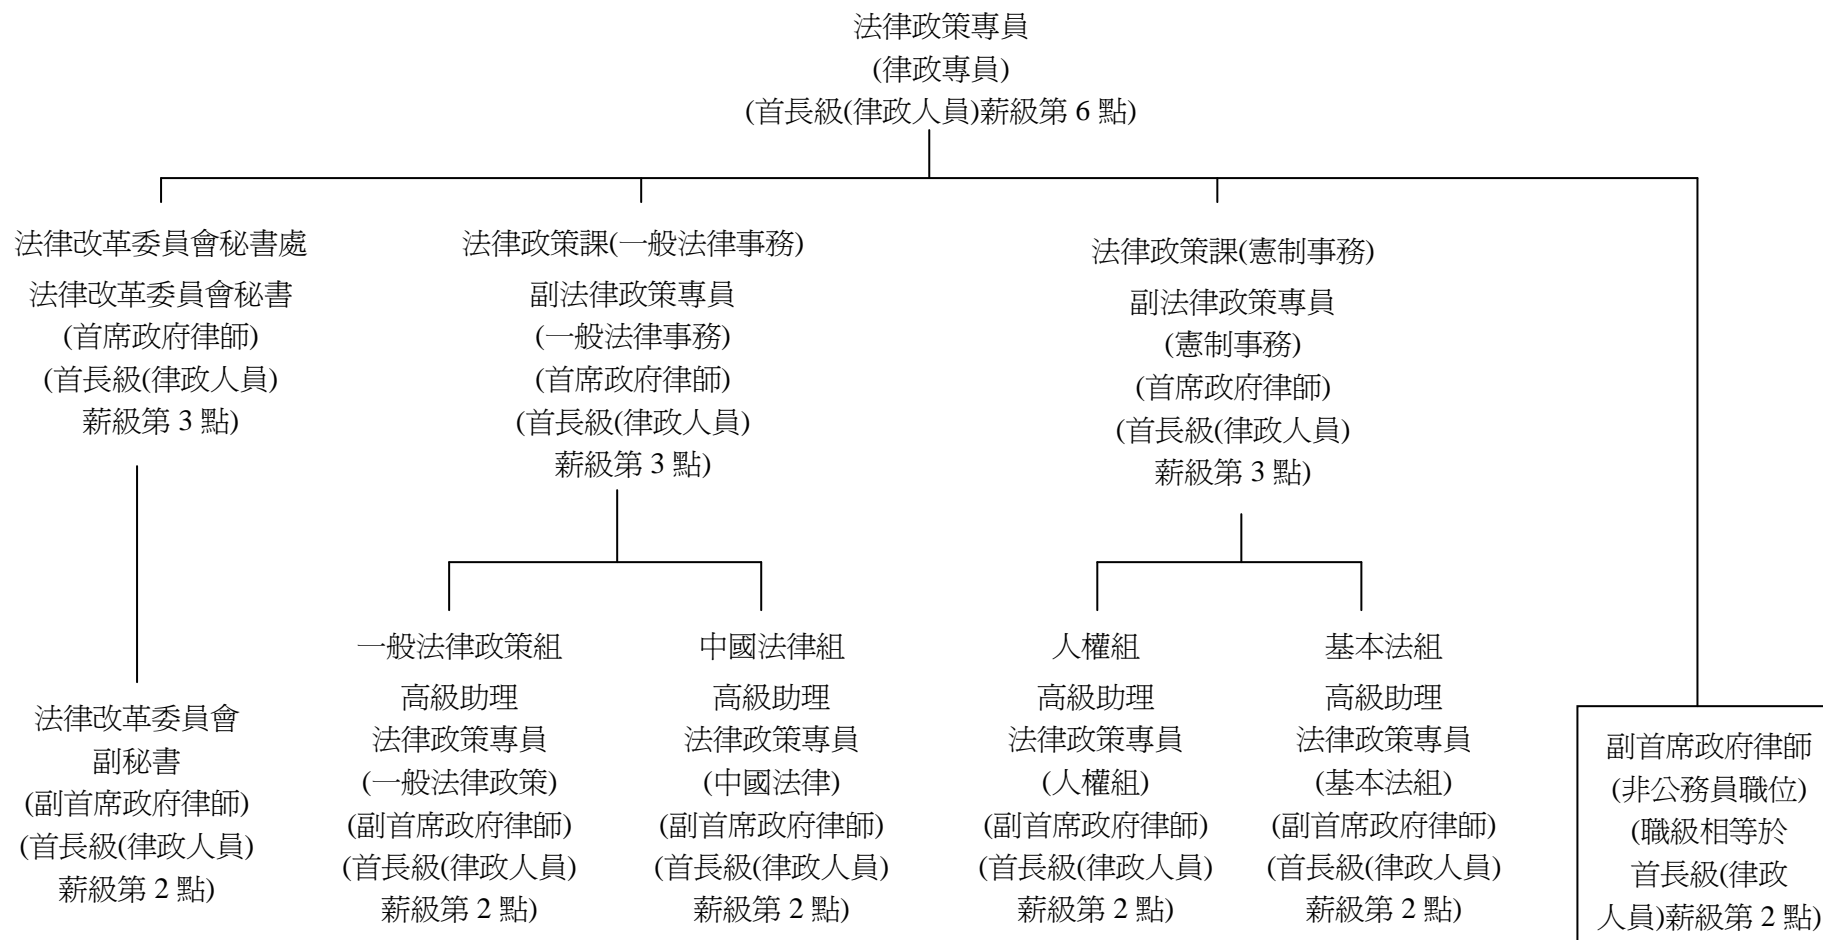 法律政策專員
(律政專員)
(首長級(律政人員)薪級第 6 點)
法律改革委員會秘書處
法律改革委員會秘書
(首席政府律師)
(首長級(律政人員)
薪級第 3 點)
法律政策課(一般法律事務)
副法律政策專員
(一般法律事務)
(首席政府律師)
(首長級(律政人員)
薪級第 3 點)
法律政策課(憲制事務)
副法律政策專員
(憲制事務)
(首席政府律師)
(首長級(律政人員)
薪級第 3 點)
法律改革委員會
副秘書
(副首席政府律師)
(首長級(律政人員)
薪級第 2 點)
一般法律政策組
高級助理
法律政策專員
(一般法律政策)
(副首席政府律師)
(首長級(律政人員)
薪級第 2 點)
中國法律組
高級助理
法律政策專員
(中國法律)
(副首席政府律師)
(首長級(律政人員)
薪級第 2 點)
人權組
高級助理
法律政策專員
(人權組)
(副首席政府律師)
(首長級(律政人員)
薪級第 2 點)
基本法組
高級助理
法律政策專員
(基本法組)
(副首席政府律師)
(首長級(律政人員)
薪級第 2 點)
副首席政府律師
(非公務員職位)
(職級相等於
首長級(律政
人員)薪級第 2 點)